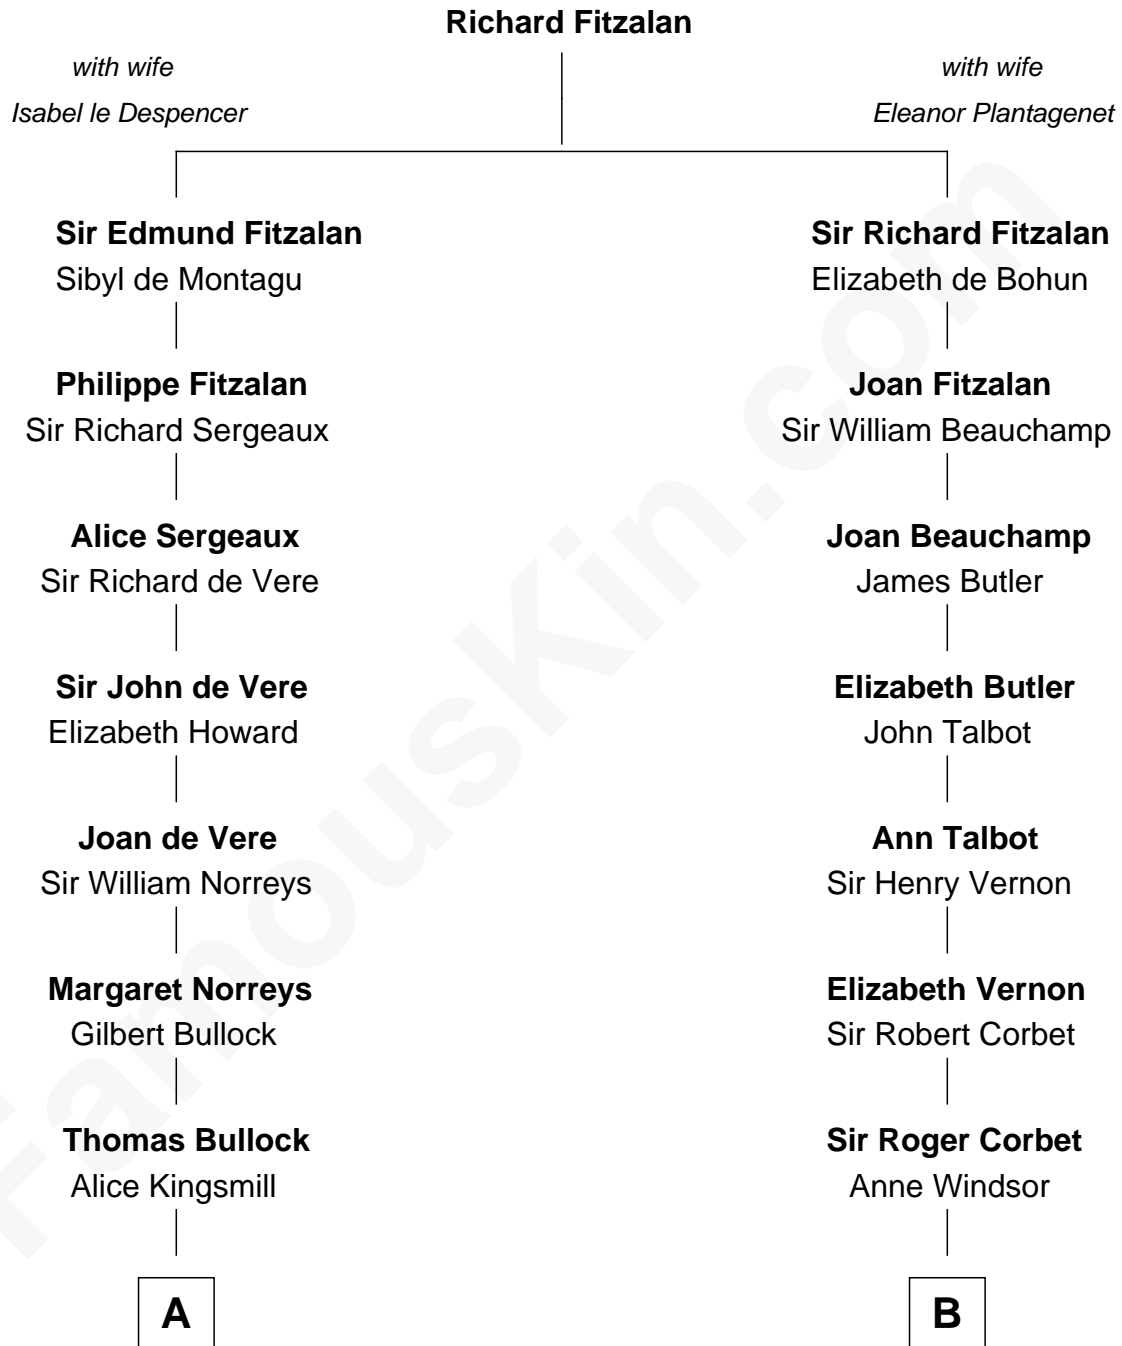 Richard Fitzalan
with wife
Isabel le Despencer
with wife
Eleanor Plantagenet
Sir Edmund Fitzalan
Sibyl de Montagu
Sir Richard Fitzalan
Elizabeth de Bohun
Philippe Fitzalan
Sir Richard Sergeaux
Joan Fitzalan
Sir William Beauchamp
Alice Sergeaux
Sir Richard de Vere
Joan Beauchamp
James Butler
Sir John de Vere
Elizabeth Howard
Elizabeth Butler
John Talbot
Joan de Vere
Sir William Norreys
Ann Talbot
Sir Henry Vernon
Margaret Norreys
Gilbert Bullock
Elizabeth Vernon
Sir Robert Corbet
Thomas Bullock
Alice Kingsmill
Sir Roger Corbet
Anne Windsor
A
B
FamousKin.com